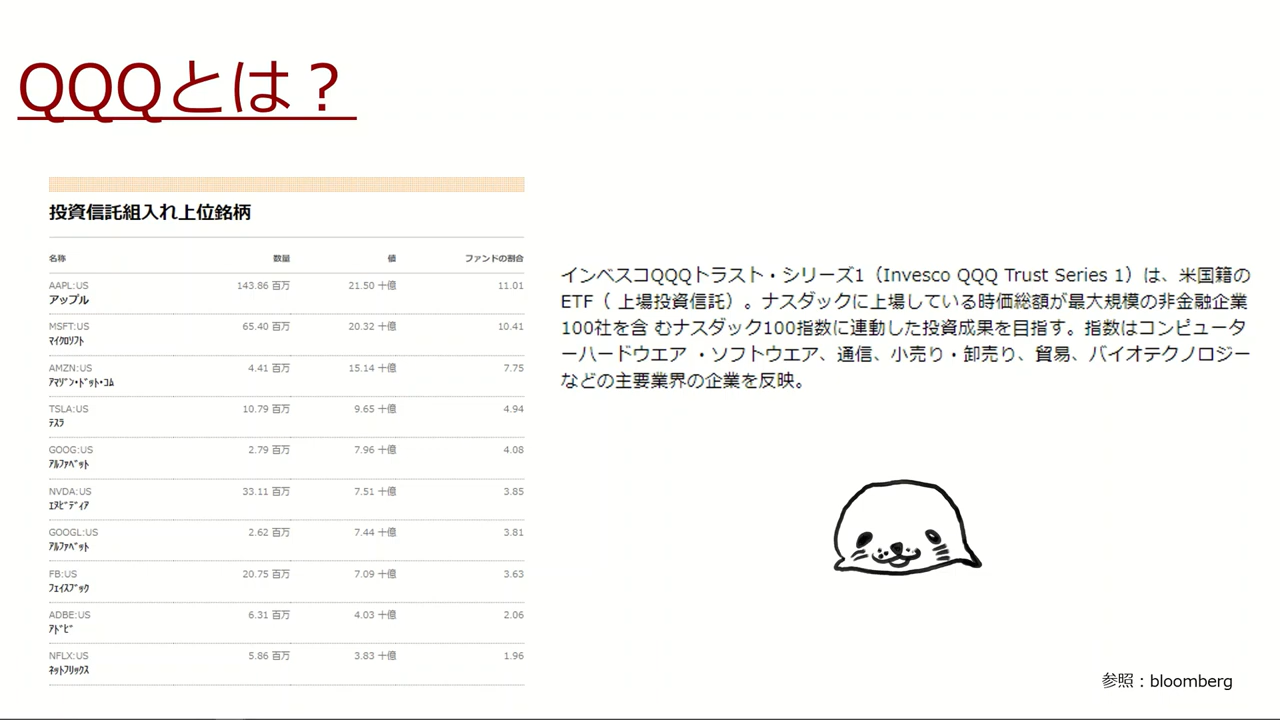 QQQとは？
投資信託組入れ上位銘柄
名称 数量 値 ファンドの割合
AAPL:US 143.86 百万 21.50 十億 11.01
アップル
MSFT:US 65.40 百万 20.32 十億 10.41
ﾏｲｸﾛｿﾌﾄ
AMZN:US 4.41 百万 15.14 十億 7.75
ｱﾏｿﾞﾝ･ﾄﾞｯﾄ･ｺﾑ
TSLA:US 10.79 百万 9.65 十億 4.94
ﾃｽﾗ
GOOG:US 2.79 百万 7.96 十億 4.08
ｱﾙﾌｧﾍﾞｯﾄ
NVDA:US 33.11 百万 7.51 十億 3.85
ｴﾇﾋﾞﾃﾞｨｱ
GOOGL:US 2.62 百万 7.44 十億 3.81
ｱﾙﾌｧﾍﾞｯﾄ
FB:US 20.75 百万 7.09 十億 3.63
ﾌｪｲｽﾌﾞｯｸ
ADBE:US 6.31 百万 4.03 十億 2.06
ｱﾄﾞﾋﾞ
NFLX:US 5.86 百万 3.83 十億 1.96
ﾈｯﾄﾌﾘｯｸｽ
インベスコQQQトラスト・シリーズ1（Invesco QQQ Trust Series 1）は、米国籍の
ETF（ 上場投資信託）。ナスダックに上場している時価総額が最大規模の非金融企業
100社を含 むナスダック100指数に連動した投資成果を目指す。指数はコンピュータ
ーハードウエア ・ソフトウエア、通信、小売り・卸売り、貿易、バイオテクノロジー
などの主要業界の企業を反映。
参照：bloomberg